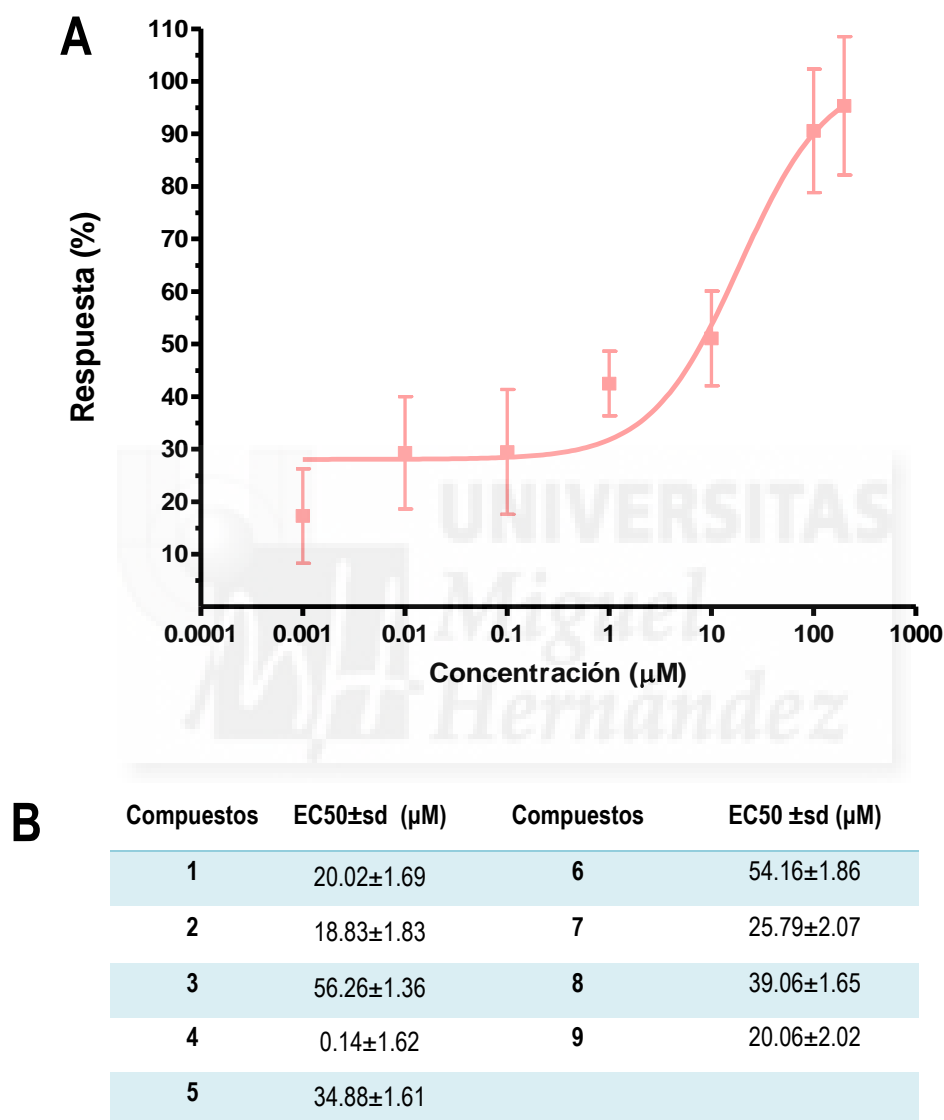 A
110
100
90
80
70
60
50
40
30
20
10
Respuesta (%)
0.0001 0.001 0.01 0.1 1 10 100 1000
Concentración (μM)
UNIVERSITAS
Miguel
Hernández
B
Compuestos EC50±sd (μM) Compuestos EC50 ±sd (μM)
1 20.02±1.69 6 54.16±1.86
2 18.83±1.83 7 25.79±2.07
3 56.26±1.36 8 39.06±1.65
4 0.14±1.62 9 20.06±2.02
5 34.88±1.61